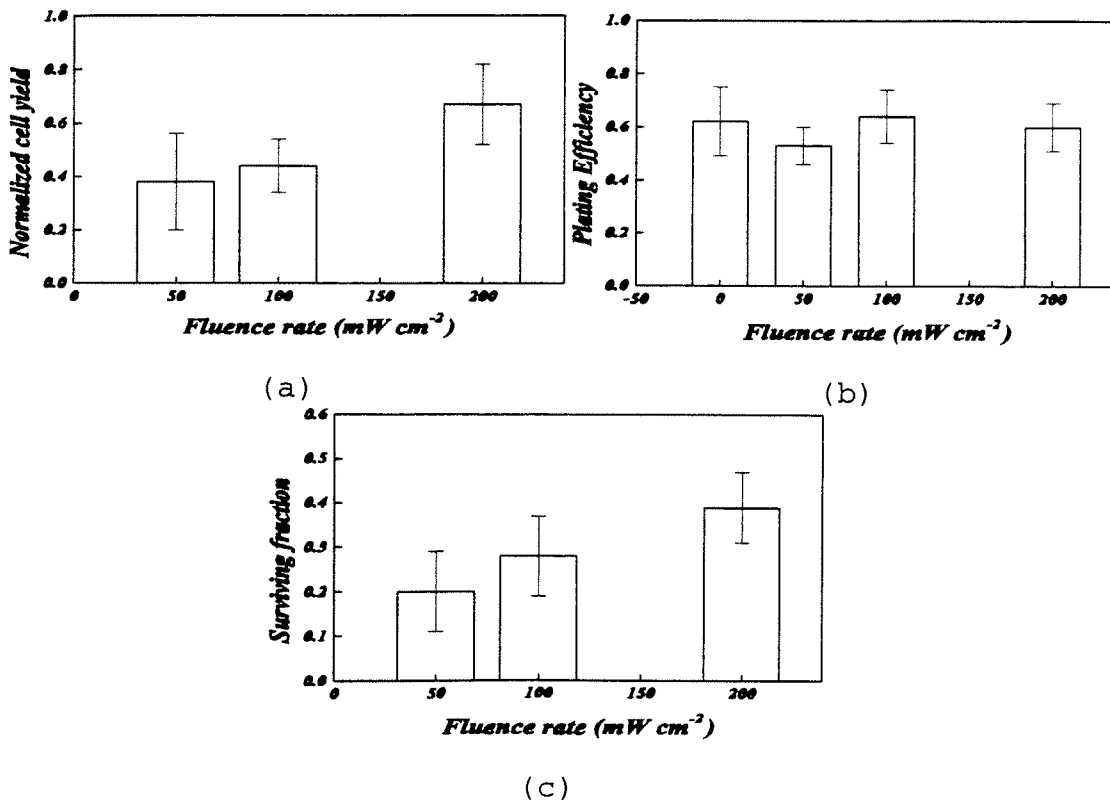 1.0
0.8
0.6
0.4
0.2
0.0
Normalized cell yield
0 50 100 150 200
Fluence rate (mW cm⁻²)
(a)
1.0
0.8
0.6
0.4
0.2
0.0
Plating Efficiency
-50 0 50 100 150 200
Fluence rate (mW cm⁻²)
(b)
0.6
0.5
0.4
0.3
0.2
0.1
0.0
Surviving fraction
0 50 100 150 200
Fluence rate (mW cm⁻²)
(c)